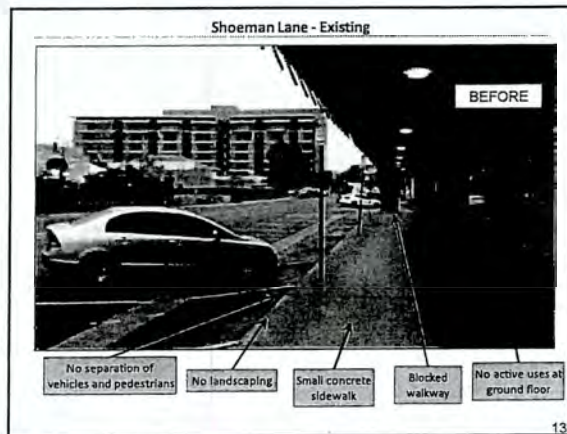 Shoeman Lane - Existing
BEFORE
No separation of
vehicles and pedestrians
No landscaping
Small concrete
sidewalk
Blocked
walkway
No active uses at
ground floor
13